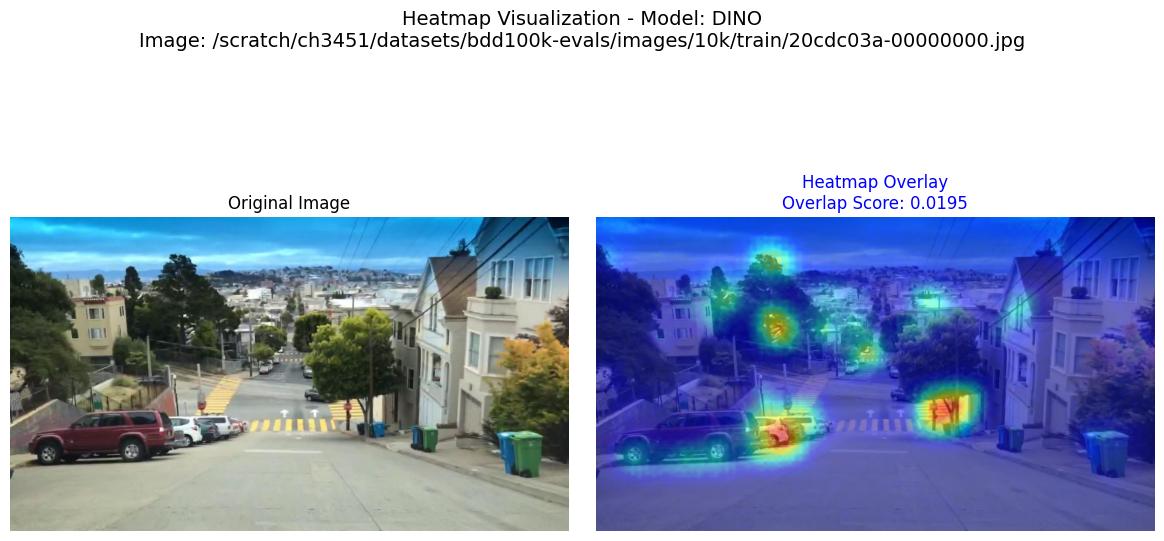 Heatmap Visualization - Model: DINO
Image: /scratch/ch3451/datasets/bdd100k-evals/images/10k/train/20cdc03a-00000000.jpg
Original Image
Heatmap Overlay
Overlap Score: 0.0195